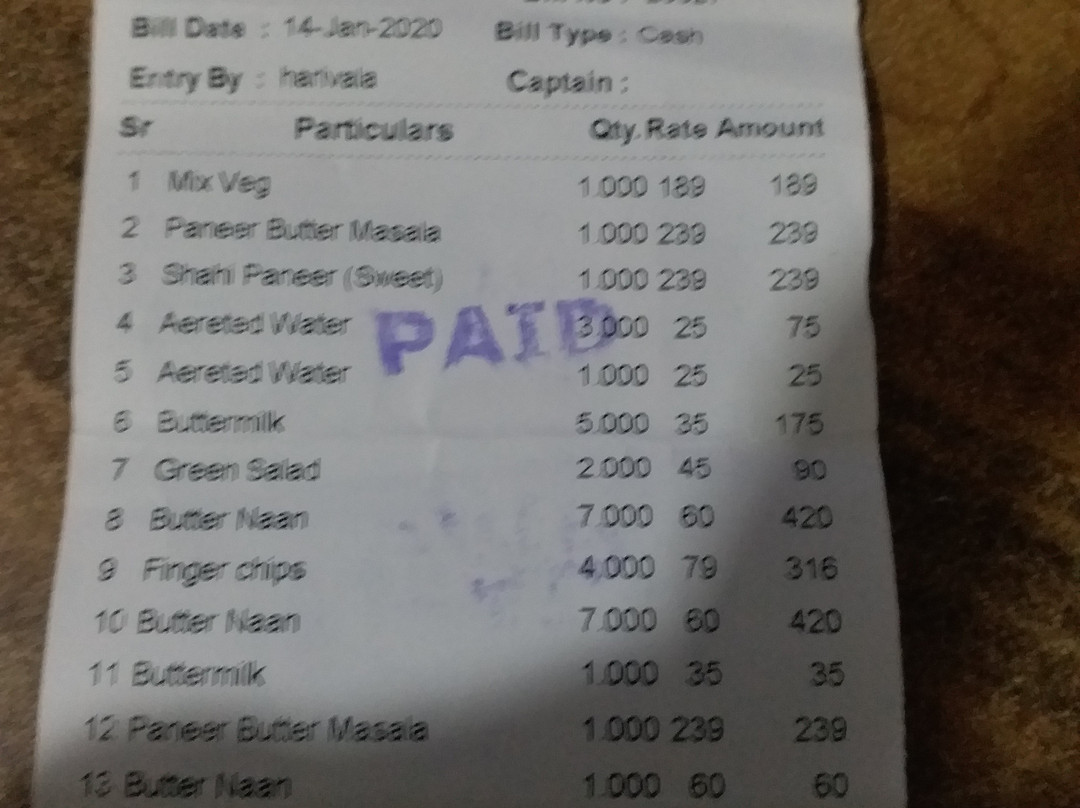 Bill Date : 14-Jan-2020 Bill Type : Cash
Entry By : harivala Captain :
Sr Particulars Qty. Rate Amount
1 Mix Veg 1.000 189 189
2 Paneer Butter Masala 1.000 239 239
3 Shahi Paneer (Sweet) 1.000 239 239
4 Aereted Water 3.000 25 75
PAID
5 Aereted Water 1.000 25 25
6 Buttermilk 5.000 35 175
7 Green Salad 2.000 45 90
8 Butter Naan 7.000 60 420
9 Finger chips 4.000 79 316
10 Butter Naan 7.000 60 420
11 Buttermilk 1.000 35 35
12 Paneer Butter Masala 1.000 239 239
13 Butter Naan 1.000 60 60